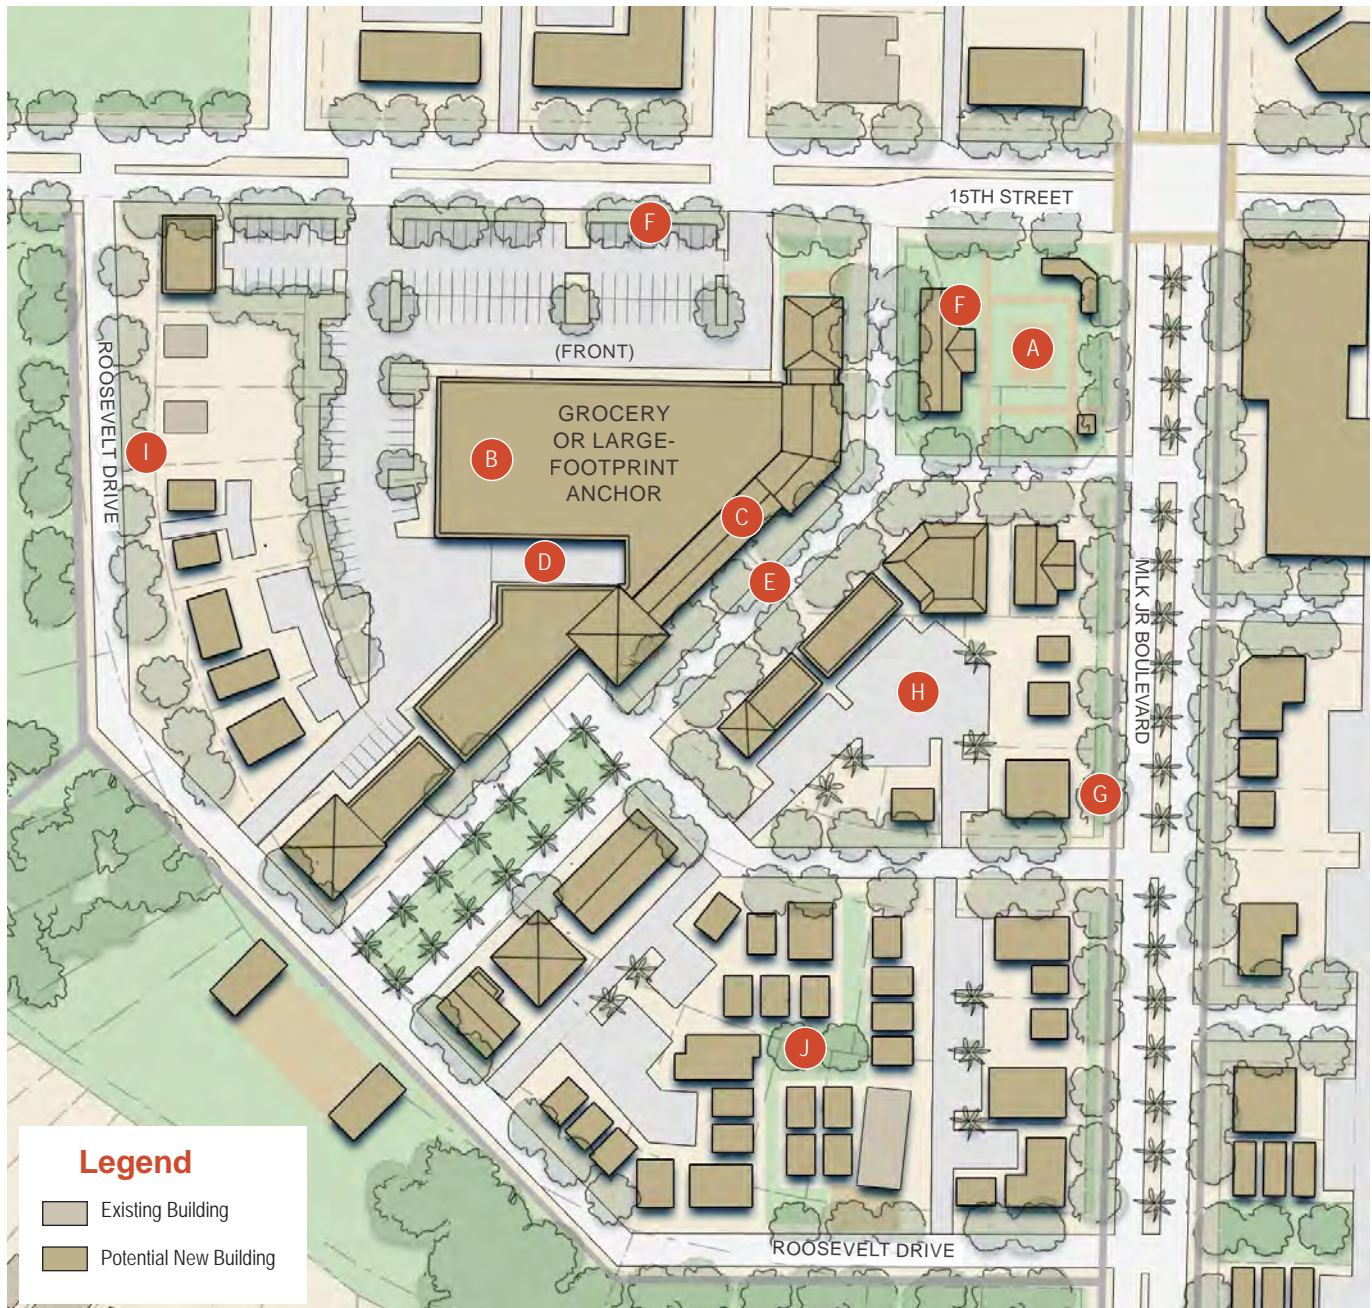 15TH STREET
F
F
A
(FRONT)
ROOSEVELT DRIVE
GROCERY
OR LARGE-
FOOTPRINT
ANCHOR
B
I
C
D
E
MLK JR BOULEVARD
H
G
J
ROOSEVELT DRIVE
Legend
Existing Building
Potential New Building